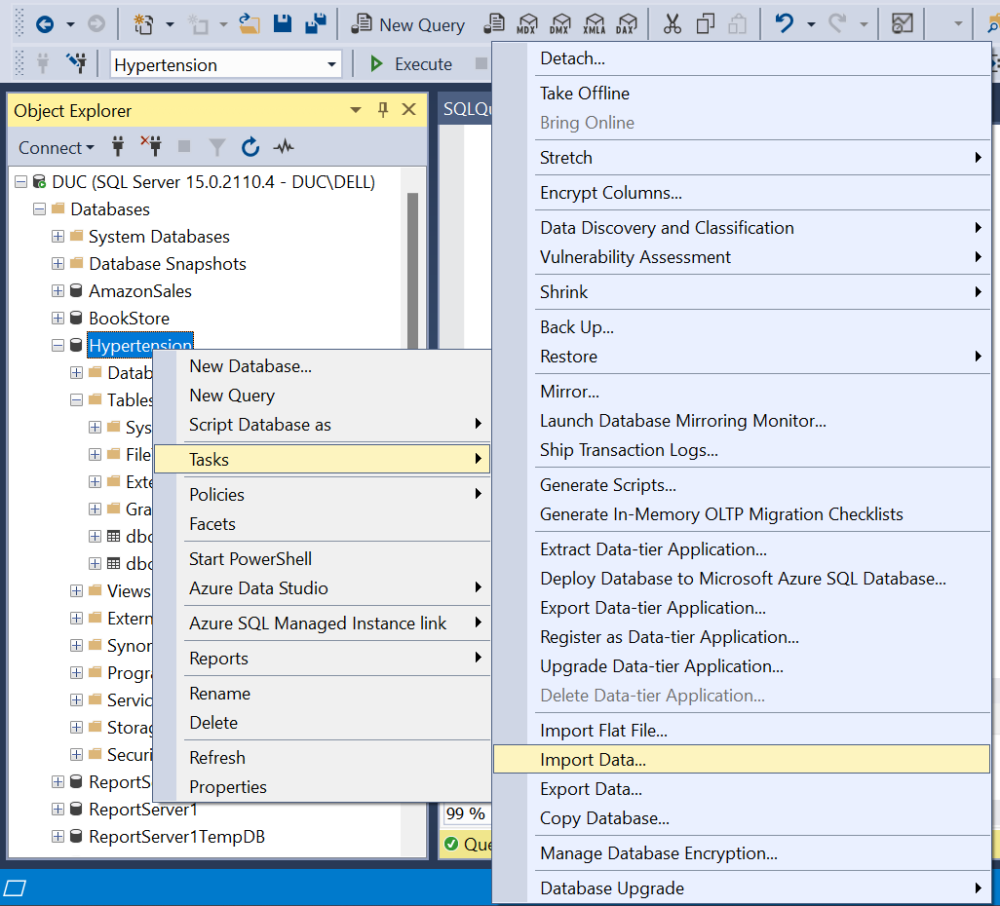 New Query
MDX
DMX
XMLA
DAX
Hypertension
Execute
Object Explorer
Connect
DUC (SQL Server 15.0.2110.4 - DUC\DELL)
Databases
System Databases
Database Snapshots
AmazonSales
BookStore
Hypertension
Datab
Tables
Sys
File
Exte
Gra
dbo
dbo
Views
Extern
Synor
Progra
Servic
Storag
Securi
ReportS
ReportServer1
ReportServer1TempDB
New Database...
New Query
Script Database as
Tasks
Policies
Facets
Start PowerShell
Azure Data Studio
Azure SQL Managed Instance link
Reports
Rename
Delete
Refresh
Properties
SQLQu
99 %
Que
Detach...
Take Offline
Bring Online
Stretch
Encrypt Columns...
Data Discovery and Classification
Vulnerability Assessment
Shrink
Back Up...
Restore
Mirror...
Launch Database Mirroring Monitor...
Ship Transaction Logs...
Generate Scripts...
Generate In-Memory OLTP Migration Checklists
Extract Data-tier Application...
Deploy Database to Microsoft Azure SQL Database...
Export Data-tier Application...
Register as Data-tier Application...
Upgrade Data-tier Application...
Delete Data-tier Application...
Import Flat File...
Import Data...
Export Data...
Copy Database...
Manage Database Encryption...
Database Upgrade